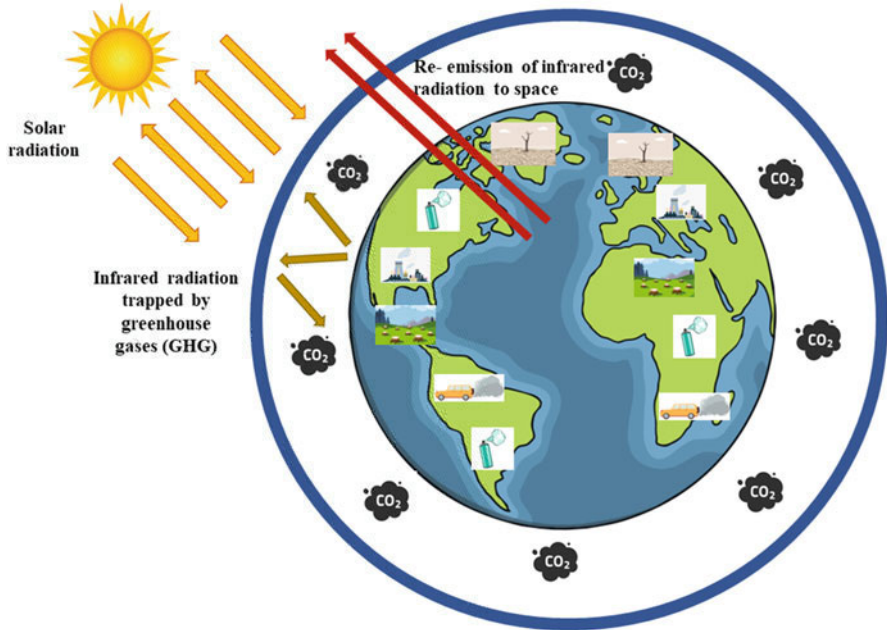 Re- emission of infrared
radiation to space
Solar
radiation
Infrared radiation
trapped by
greenhouse
gases (GHG)
CO₂
CO₂
CO₂
CO₂
CO₂
CO₂
CO₂
CO₂